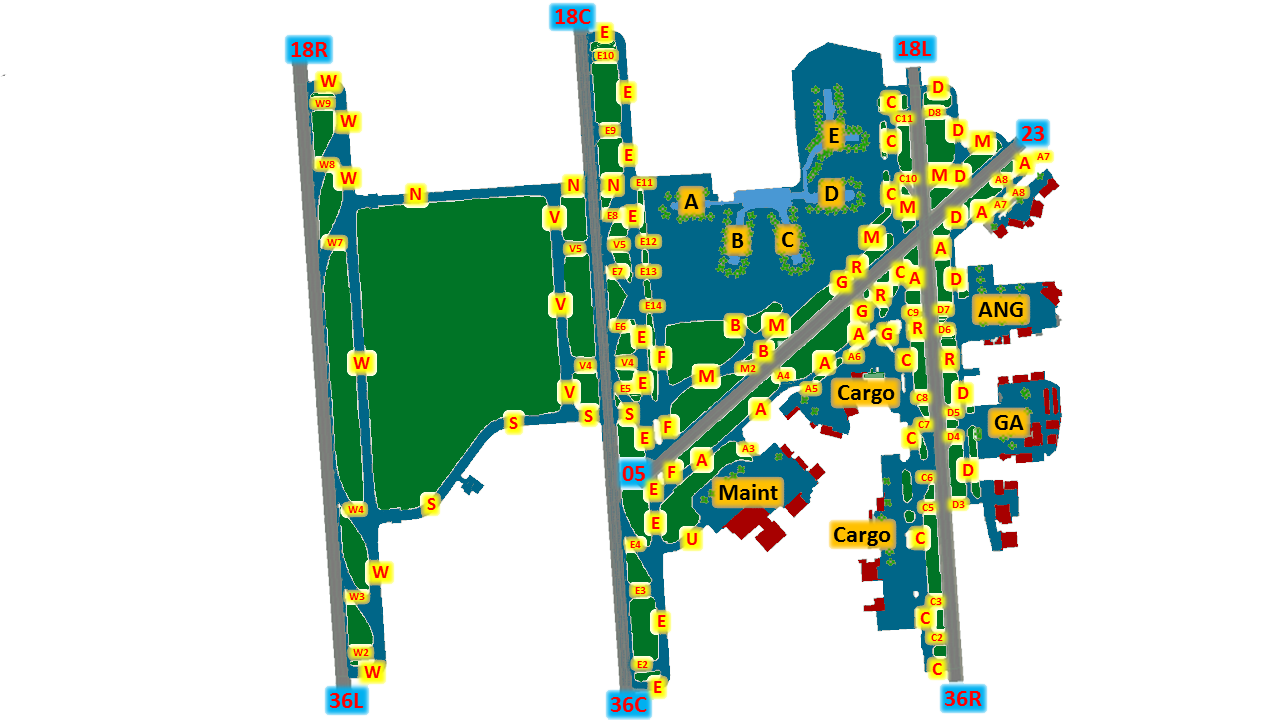 18C
E
18R
18L
E10
W
D
E
W9
C
D8
C11
W
D
23
E9
C
E
M
E
A7
W8
A
W
C10
M
D
A8
N
N
N
E11
A8
D
C
A
M
A7
V
E8
E
D
A
M
B
C
W7
V5
V5
E12
A
R
E7
E13
G
C
A
D
R
V
E14
G
C9
D7
ANG
B
M
E6
R
D6
E
A
G
B
F
A6
C
R
W
V4
V4
M2
A
M
A4
E
E5
A5
Cargo
D
V
C8
S
S
A
D5
S
F
C7
GA
E
C
D4
A3
A
05
F
D
C6
E
Maint
S
D3
W4
C5
E
U
Cargo
C
E4
W
E3
W3
C3
E
C
C2
W2
E2
W
C
E
36L
36C
36R